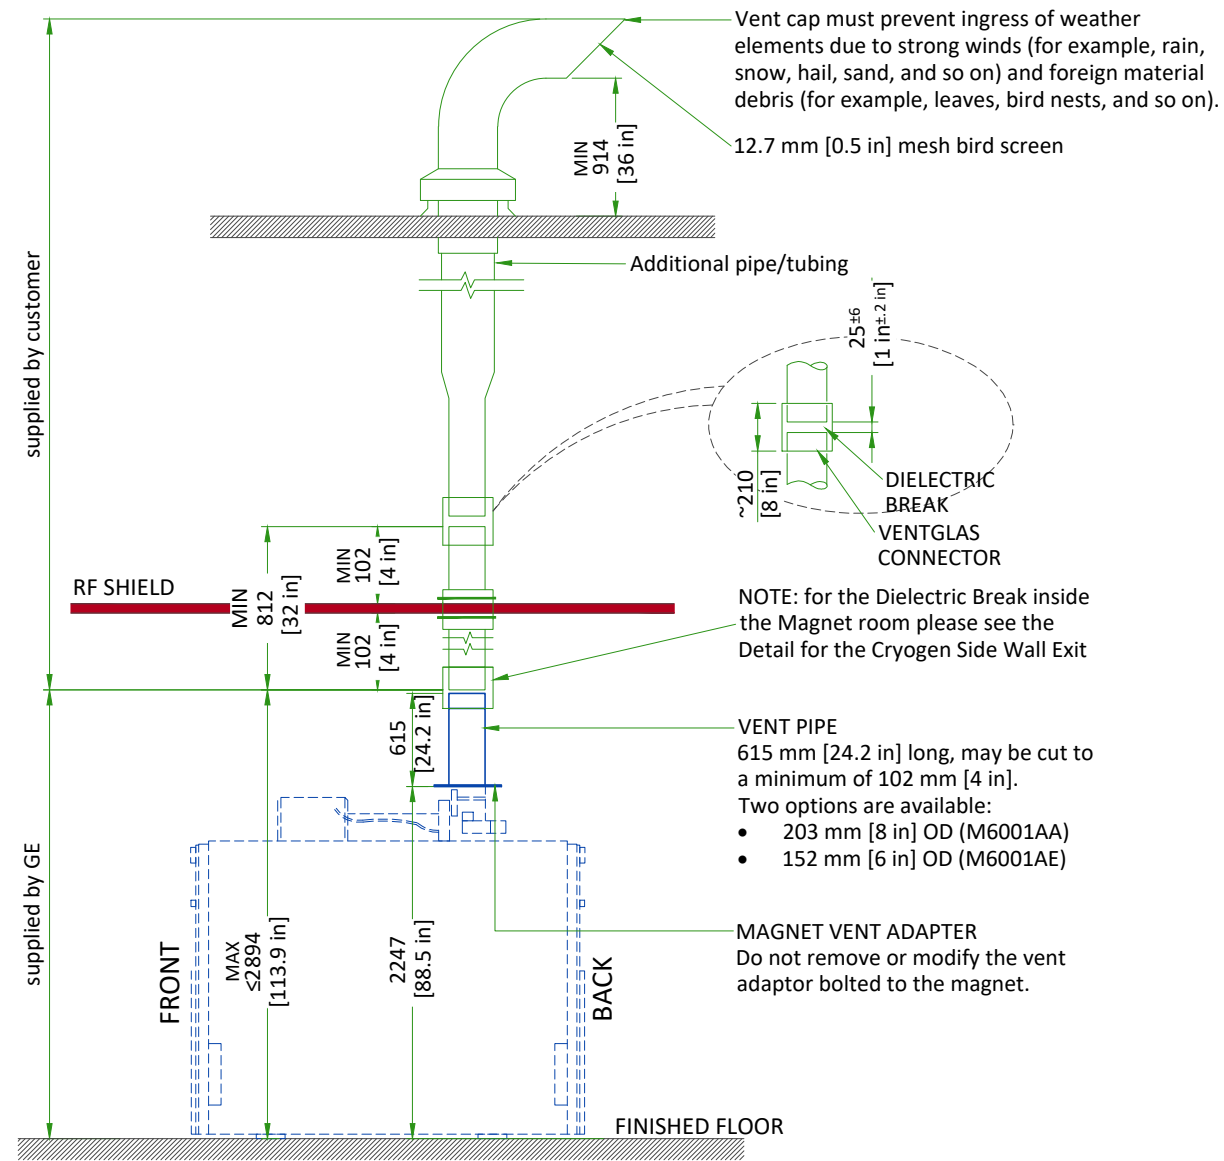 Vent cap must prevent ingress of weather
elements due to strong winds (for example, rain,
snow, hail, sand, and so on) and foreign material
debris (for example, leaves, bird nests, and so on).
12.7 mm [0.5 in] mesh bird screen
MIN
914
[36 in]
supplied by customer
Additional pipe/tubing
25±6
[1 in±.2 in]
~210
[8 in]
DIELECTRIC
BREAK
VENTGLAS
CONNECTOR
RF SHIELD
MIN
812
[32 in]
MIN
102
[4 in]
MIN
102
[4 in]
NOTE: for the Dielectric Break inside
the Magnet room please see the
Detail for the Cryogen Side Wall Exit
615
[24.2 in]
VENT PIPE
615 mm [24.2 in] long, may be cut to
a minimum of 102 mm [4 in].
Two options are available:
• 203 mm [8 in] OD (M6001AA)
• 152 mm [6 in] OD (M6001AE)
supplied by GE
FRONT
MAX
≤2894
[113.9 in]
2247
[88.5 in]
BACK
MAGNET VENT ADAPTER
Do not remove or modify the vent
adaptor bolted to the magnet.
FINISHED FLOOR